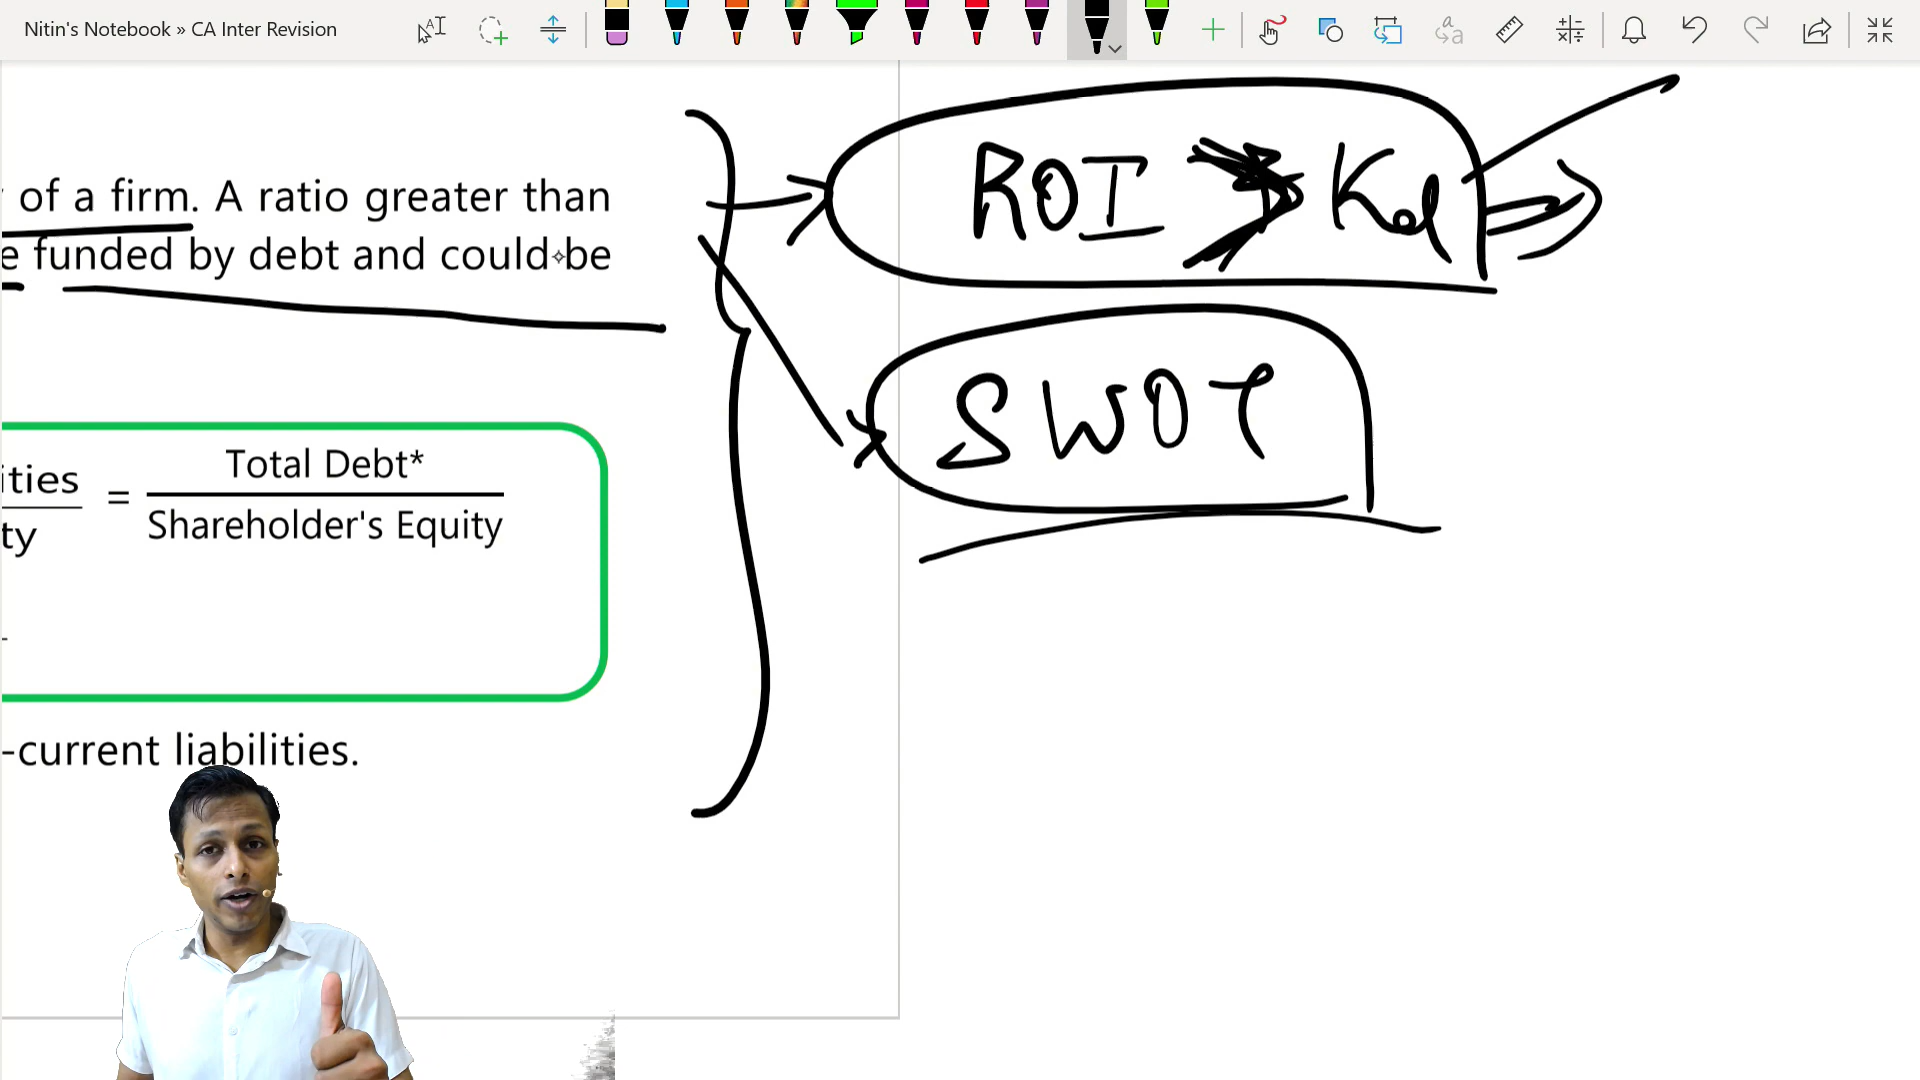 Nitin's Notebook » CA Inter Revision
of a firm. A ratio greater than
e funded by debt and could be
ities
ty
= Total Debt*
Shareholder's Equity
-current liabilities.
ROI > Kd
SWOT